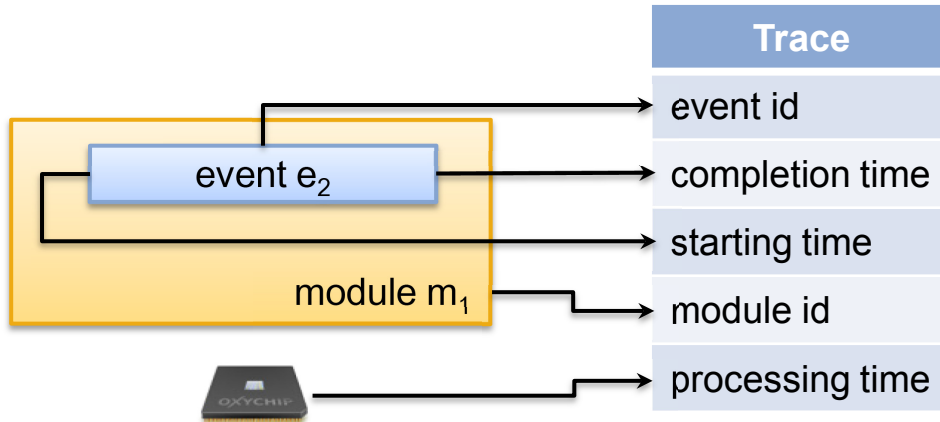 Trace
event id
event e₂
completion time
starting time
module m₁
module id
OXYCHIP
processing time